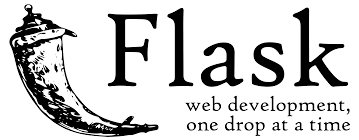 Flask
web development,
one drop at a time